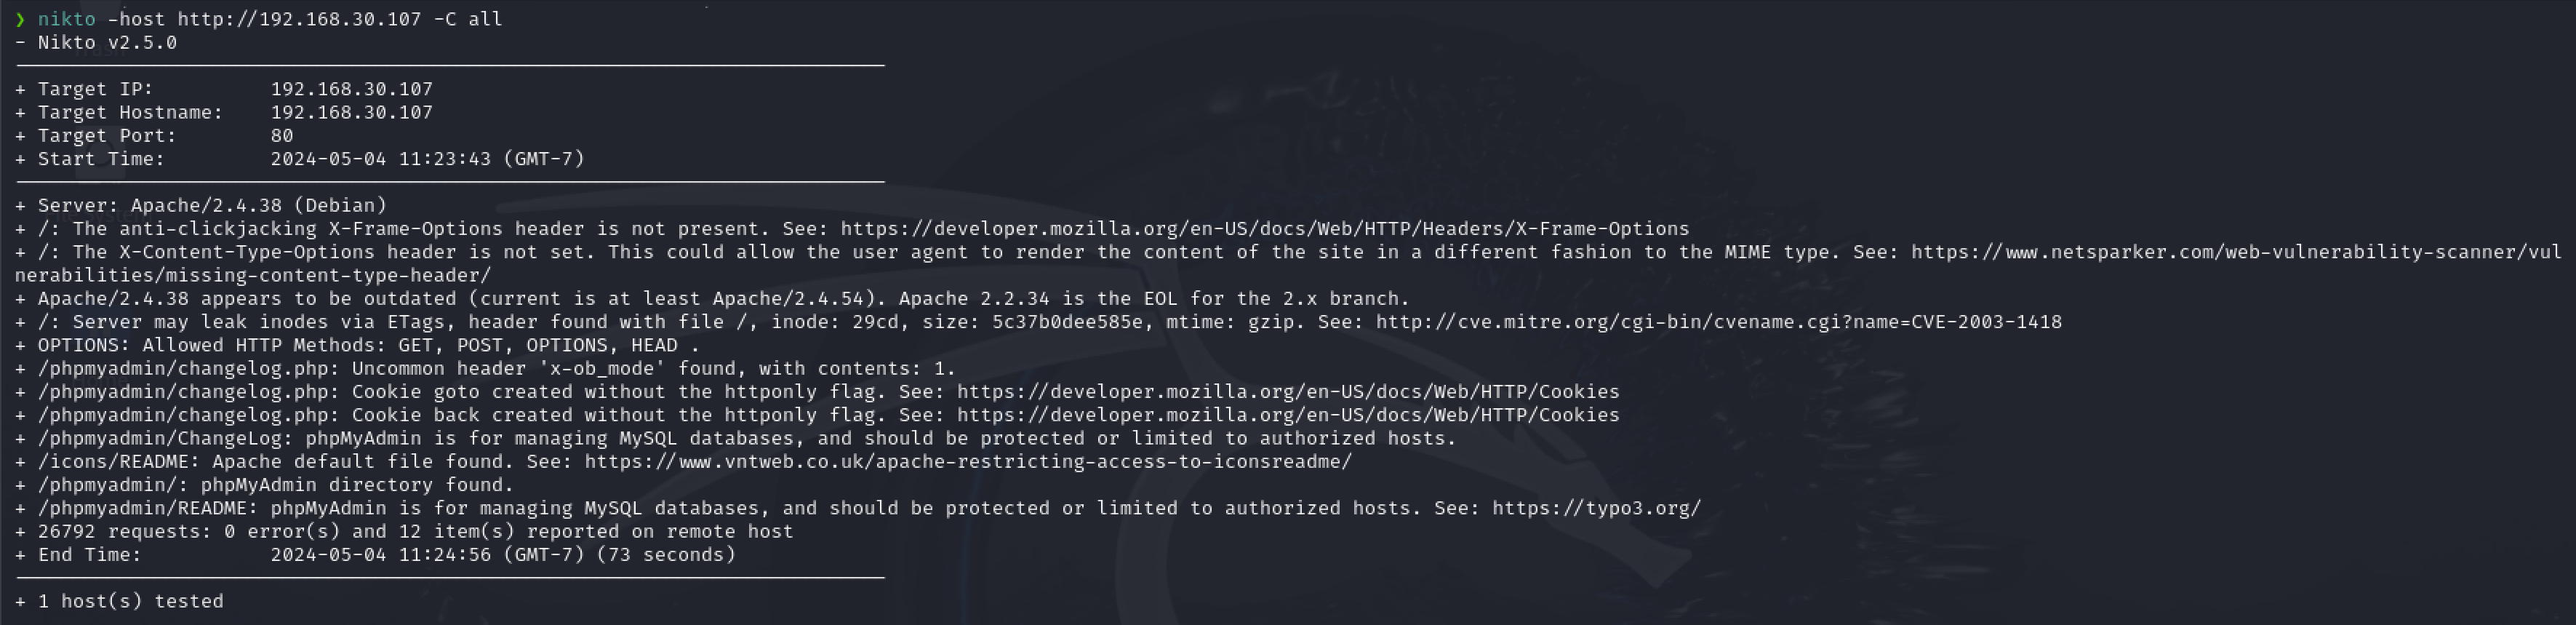 ❯ nikto -host http://192.168.30.107 -C all
- Nikto v2.5.0
+ Target IP:          192.168.30.107
+ Target Hostname:    192.168.30.107
+ Target Port:        80
+ Start Time:         2024-05-04 11:23:43 (GMT-7)
+ Server: Apache/2.4.38 (Debian)
+ /: The anti-clickjacking X-Frame-Options header is not present. See: https://developer.mozilla.org/en-US/docs/Web/HTTP/Headers/X-Frame-Options
+ /: The X-Content-Type-Options header is not set. This could allow the user agent to render the content of the site in a different fashion to the MIME type. See: https://www.netsparker.com/web-vulnerability-scanner/vul
nerabilities/missing-content-type-header/
+ Apache/2.4.38 appears to be outdated (current is at least Apache/2.4.54). Apache 2.2.34 is the EOL for the 2.x branch.
+ /: Server may leak inodes via ETags, header found with file /, inode: 29cd, size: 5c37b0dee585e, mtime: gzip. See: http://cve.mitre.org/cgi-bin/cvename.cgi?name=CVE-2003-1418
+ OPTIONS: Allowed HTTP Methods: GET, POST, OPTIONS, HEAD .
+ /phpmyadmin/changelog.php: Uncommon header 'x-ob_mode' found, with contents: 1.
+ /phpmyadmin/changelog.php: Cookie goto created without the httponly flag. See: https://developer.mozilla.org/en-US/docs/Web/HTTP/Cookies
+ /phpmyadmin/changelog.php: Cookie back created without the httponly flag. See: https://developer.mozilla.org/en-US/docs/Web/HTTP/Cookies
+ /phpmyadmin/ChangeLog: phpMyAdmin is for managing MySQL databases, and should be protected or limited to authorized hosts.
+ /icons/README: Apache default file found. See: https://www.vntweb.co.uk/apache-restricting-access-to-iconsreadme/
+ /phpmyadmin/: phpMyAdmin directory found.
+ /phpmyadmin/README: phpMyAdmin is for managing MySQL databases, and should be protected or limited to authorized hosts. See: https://typo3.org/
+ 26792 requests: 0 error(s) and 12 item(s) reported on remote host
+ End Time:           2024-05-04 11:24:56 (GMT-7) (73 seconds)
+ 1 host(s) tested